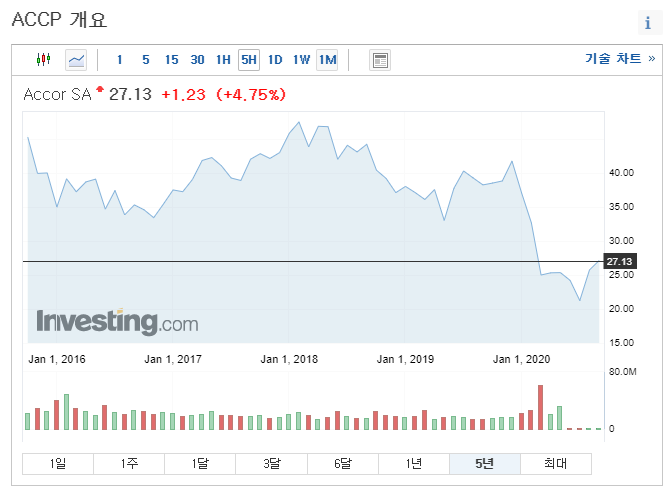 ACCP 개요
i
1 5 15 30 1H 5H 1D 1W 1M
기술 차트 »
Accor SA 27.13 +1.23 (+4.75%)
40.00
35.00
30.00
27.13
25.00
20.00
Investing.com
15.00
Jan 1, 2016 Jan 1, 2017 Jan 1, 2018 Jan 1, 2019 Jan 1, 2020
80.0M
0
1일 1주 1달 3달 6달 1년 5년 최대